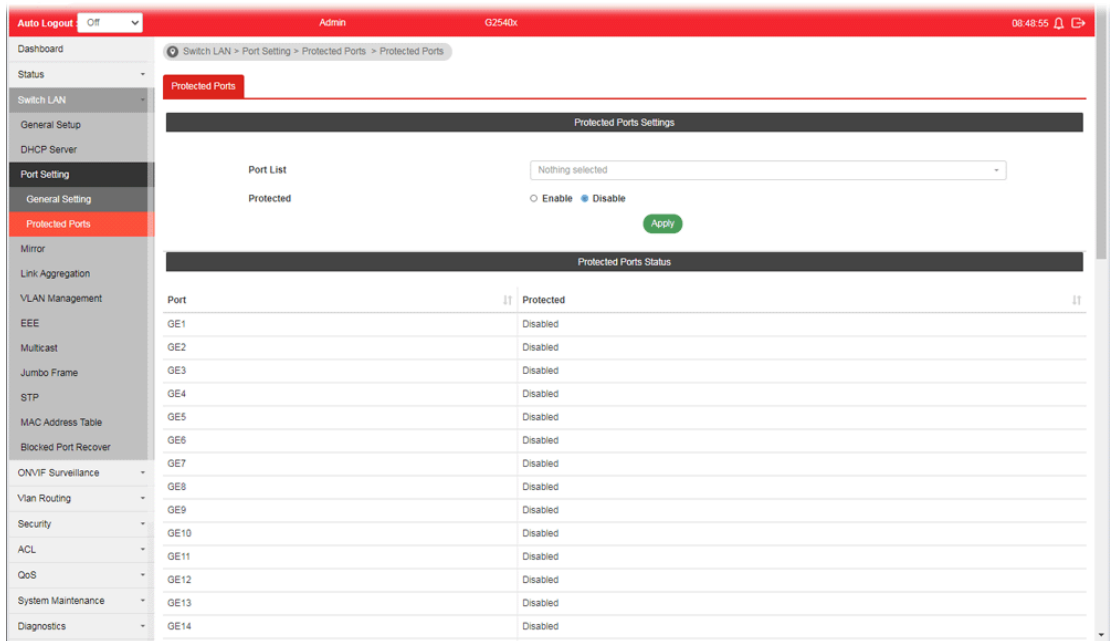 Auto Logout : Off Admin G2540x 08:48:55
Dashboard
Status
Switch LAN
General Setup
DHCP Server
Port Setting
General Setting
Protected Ports
Mirror
Link Aggregation
VLAN Management
EEE
Multicast
Jumbo Frame
STP
MAC Address Table
Blocked Port Recover
ONVIF Surveillance
Vlan Routing
Security
ACL
QoS
System Maintenance
Diagnostics
Switch LAN > Port Setting > Protected Ports > Protected Ports
Protected Ports
Protected Ports Settings
Port List Nothing selected
Protected Enable Disable
Apply
Protected Ports Status
Port Protected
GE1 Disabled
GE2 Disabled
GE3 Disabled
GE4 Disabled
GE5 Disabled
GE6 Disabled
GE7 Disabled
GE8 Disabled
GE9 Disabled
GE10 Disabled
GE11 Disabled
GE12 Disabled
GE13 Disabled
GE14 Disabled